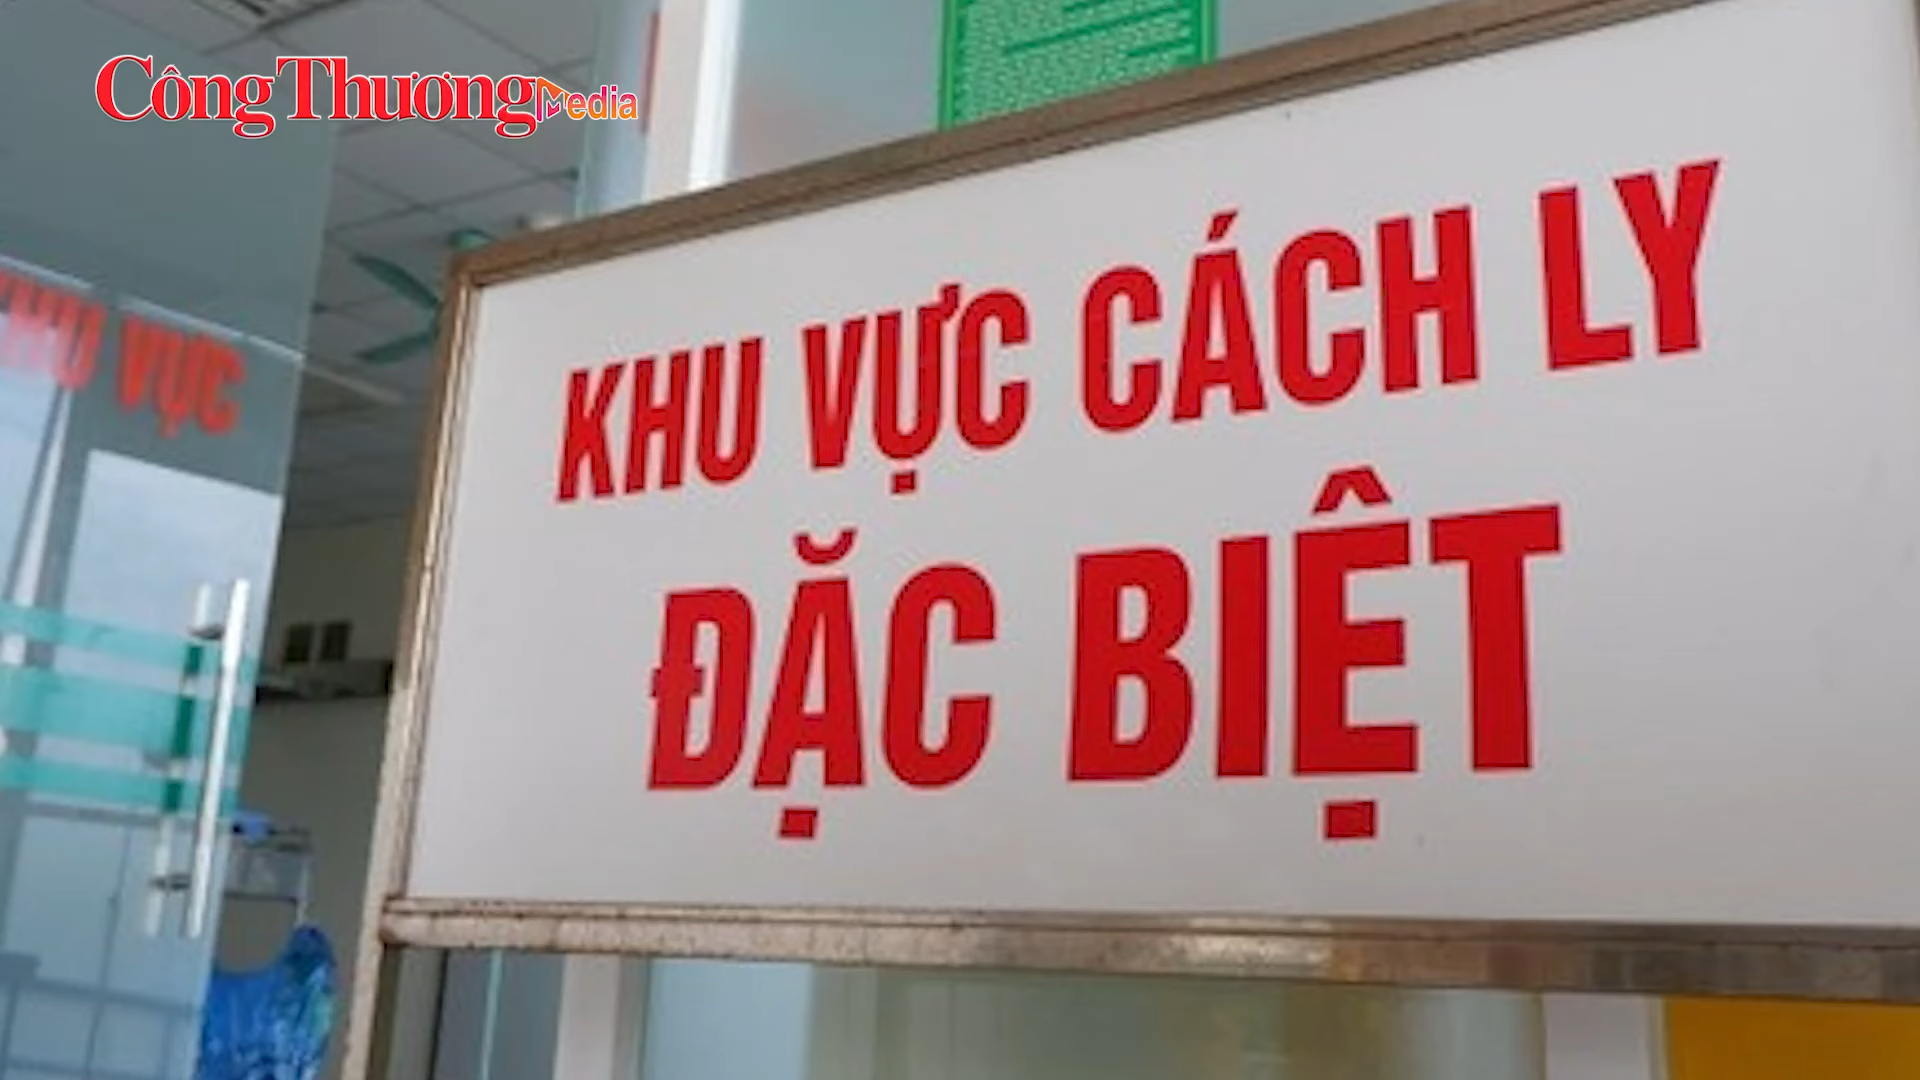 Công Thương Media
KHU VỰC CÁCH LY
ĐẶC BIỆT
KHU VỰC